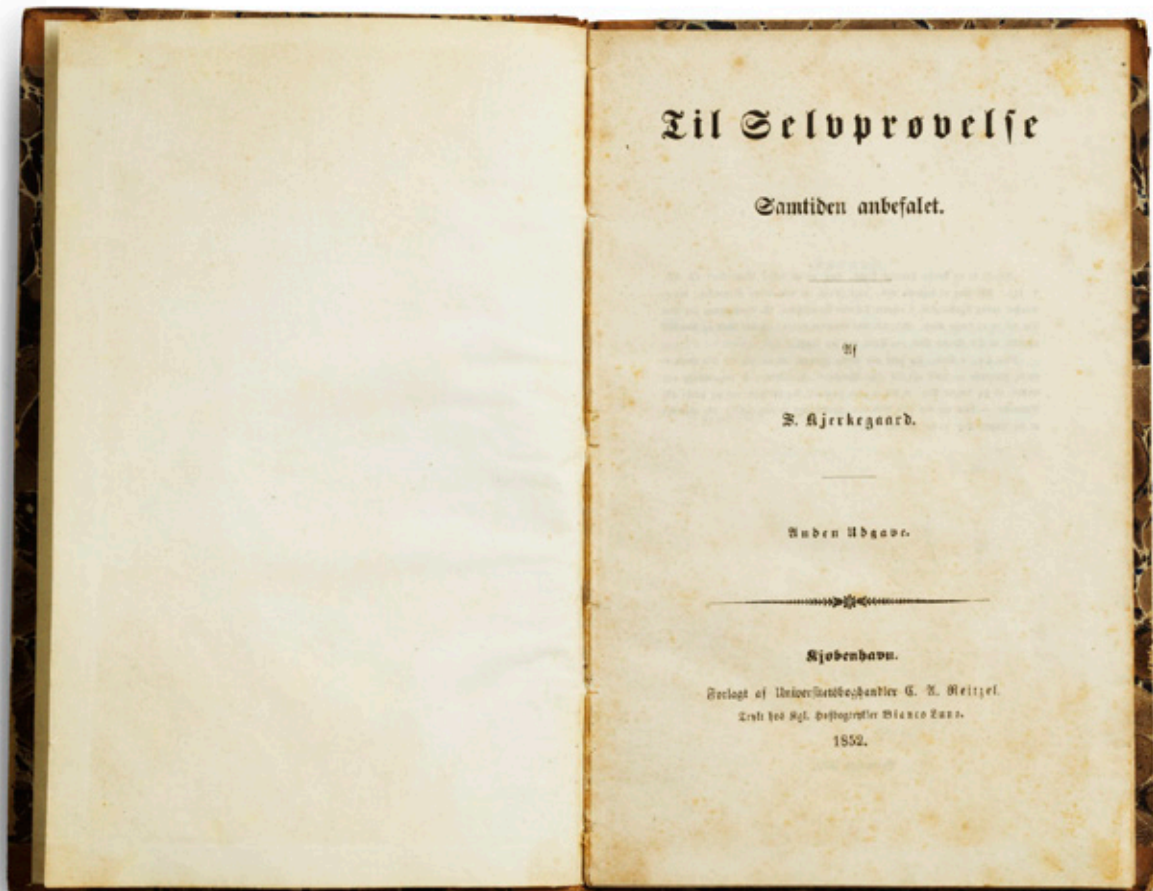 Til Selvprøvelse
Samtiden anbefalet.
Af
S. Kjerkegaard.
Anden Udgave.
Kjøbenhavn.
Forlagt af Universitetsboghandler C. A. Reitzel.
Trykt hos Kgl. Hofbogtrykker Bianco Luno.
1852.